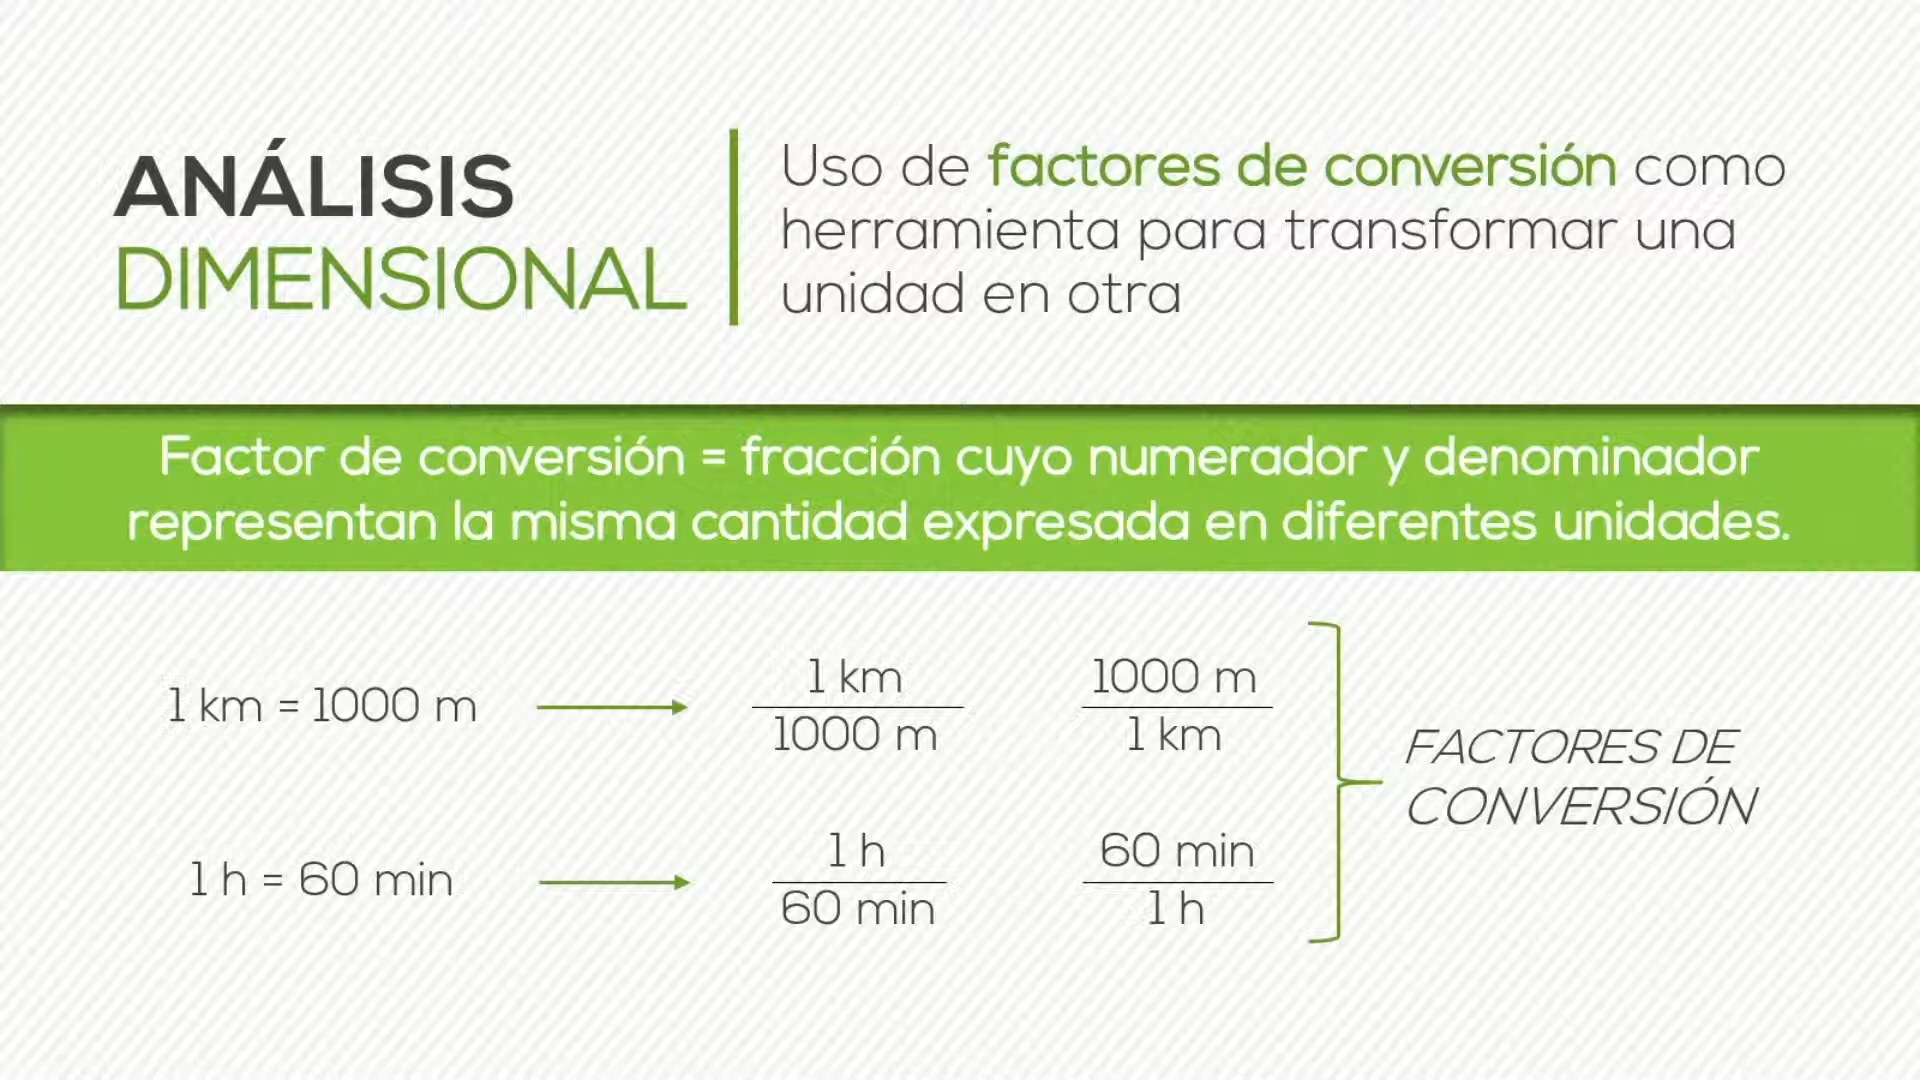 ANÁLISIS
DIMENSIONAL
Uso de factores de conversión como
herramienta para transformar una
unidad en otra
Factor de conversión = fracción cuyo numerador y denominador
representan la misma cantidad expresada en diferentes unidades.
1 km = 1000 m
1 km
1000 m
1000 m
1 km
1 h = 60 min
1 h
60 min
60 min
1 h
FACTORES DE
CONVERSIÓN